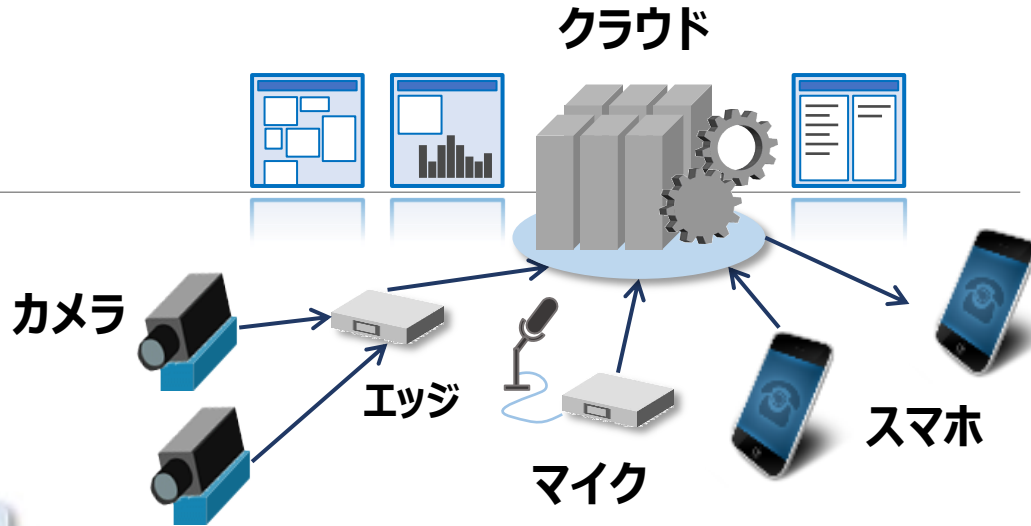 クラウド
カメラ
エッジ
マイク
スマホ